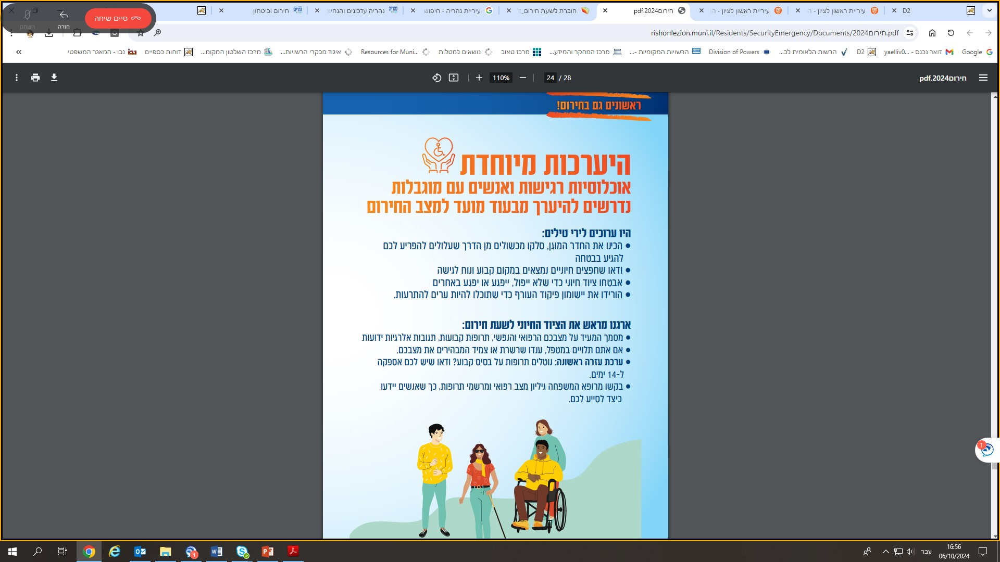 סיים שיחה
חזרה
השתק
חירום וביטחון
נהריה עדכונים והנחיות
עיריית נהריה - חיפוש
חוברת לשעת חירום_ד
חירום2024.pdf
עיריית ראשון לציון - ה
עיריית ראשון לציון - ה
D2
rishonlezion.muni.il/Residents/SecurityEmergency/Documents/חירום2024.pdf
Google
דואר נכנס - yaelliv0...
D2
הרשות הלאומית לב...
Division of Powers
הרשויות המקומיות -...
מרכז המחקר והמידע...
מרכז טאוב
נושאים למטלות
Resources for Muni...
איגוד מבקרי הרשויות...
מרכז השלטון המקומ...
דוחות כספיים
נבו - המאגר המשפטי
»
חירום2024.pdf
24 / 28
110%
ראשונים גם בחירום!
היערכות מיוחדת
אוכלוסיות רגישות ואנשים עם מוגבלות
נדרשים להיערך מבעוד מועד למצב החירום
היו ערוכים לירי טילים:
● הכינו את החדר המוגן, סלקו מכשולים מן הדרך שעלולים להפריע לכם
להגיע בבטחה
● ודאו שחפצים חיוניים נמצאים במקום קבוע ונוח לגישה
● אבטחו ציוד חיוני כדי שלא ייפול, ייפגע או יפגע באחרים
● הורידו את יישומון פיקוד העורף כדי שתוכלו להיות ערים להתרעות.
ארגנו מראש את הציוד החיוני לשעת חירום:
● מסמך המעיד על מצבכם הרפואי והנפשי, תרופות קבועות, תגובות אלרגיות ידועות
● אם אתם תלויים במטפל, ענדו שרשרת או צמיד המבהירים את מצבכם.
● ערכת עזרה ראשונה: נוטלים תרופות על בסיס קבוע? ודאו שיש לכם אספקה
ל-14 ימים.
● בקשו מרופא המשפחה גיליון מצב רפואי ומרשמי תרופות, כך שאנשים יידעו
כיצד לסייע לכם.
1
1
עבר
16:56
06/10/2024